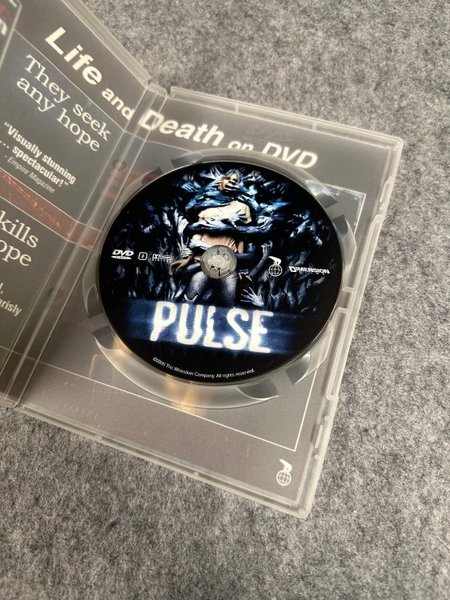 Life and Death on DVD
They seek
any hope
"Visually stunning
... spectacular!"
- Empire Magazine
kills
ope
DVD
DIMENSION
PULSE
©2006 The Weinstein Company. All rights reserved.